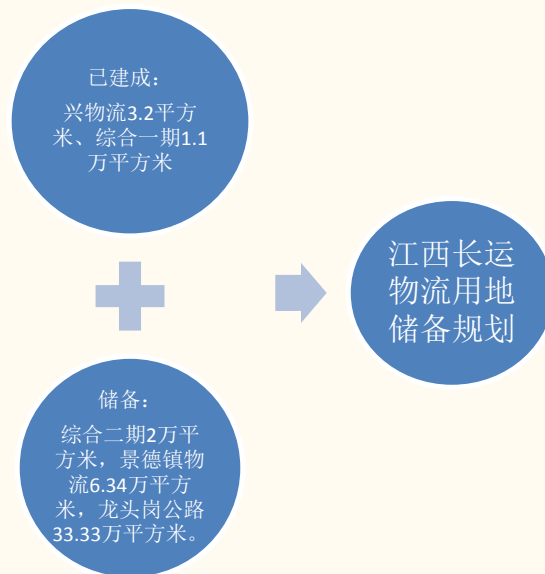 已建成：
兴物流3.2平方
米、综合一期1.1
万平方米
江西长运
物流用地
储备规划
储备：
综合二期2万平
方米，景德镇物
流6.34万平方
米，龙头岗公路
33.33万平方米。